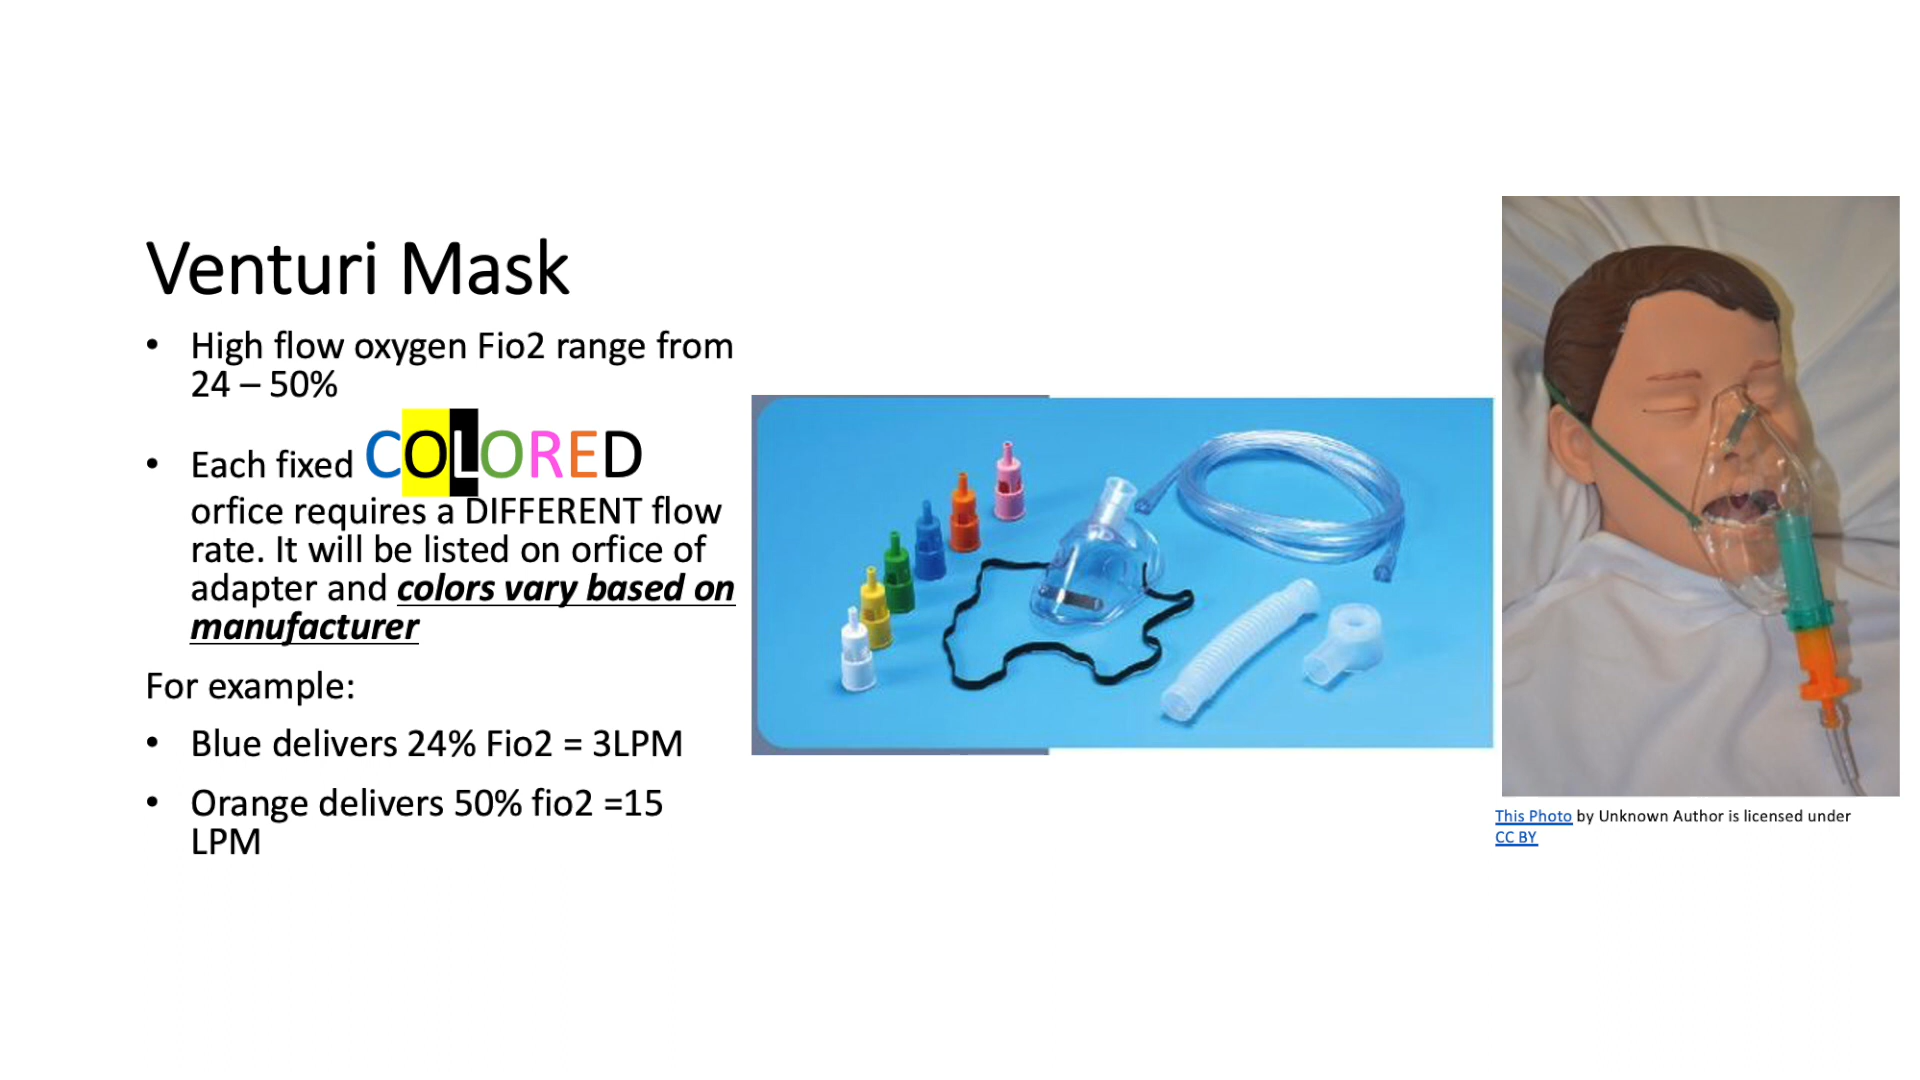 Venturi Mask
• High flow oxygen Fio2 range from
24 – 50%
• Each fixed COLORED
orfice requires a DIFFERENT flow
rate. It will be listed on orfice of
adapter and colors vary based on
manufacturer
For example:
• Blue delivers 24% Fio2 = 3LPM
• Orange delivers 50% fio2 =15
LPM
This Photo by Unknown Author is licensed under
CC BY